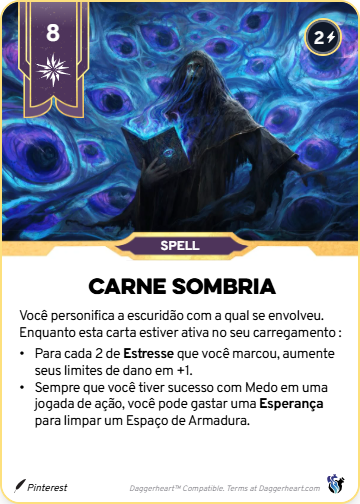 8
2
SPELL
CARNE SOMBRIA
Você personifica a escuridão com a qual se envolveu.
Enquanto esta carta estiver ativa no seu carregamento :
• Para cada 2 de Estresse que você marcou, aumente
seus limites de dano em +1.
• Sempre que você tiver sucesso com Medo em uma
jogada de ação, você pode gastar uma Esperança
para limpar um Espaço de Armadura.
Pinterest
Daggerheart™ Compatible. Terms at Daggerheart.com